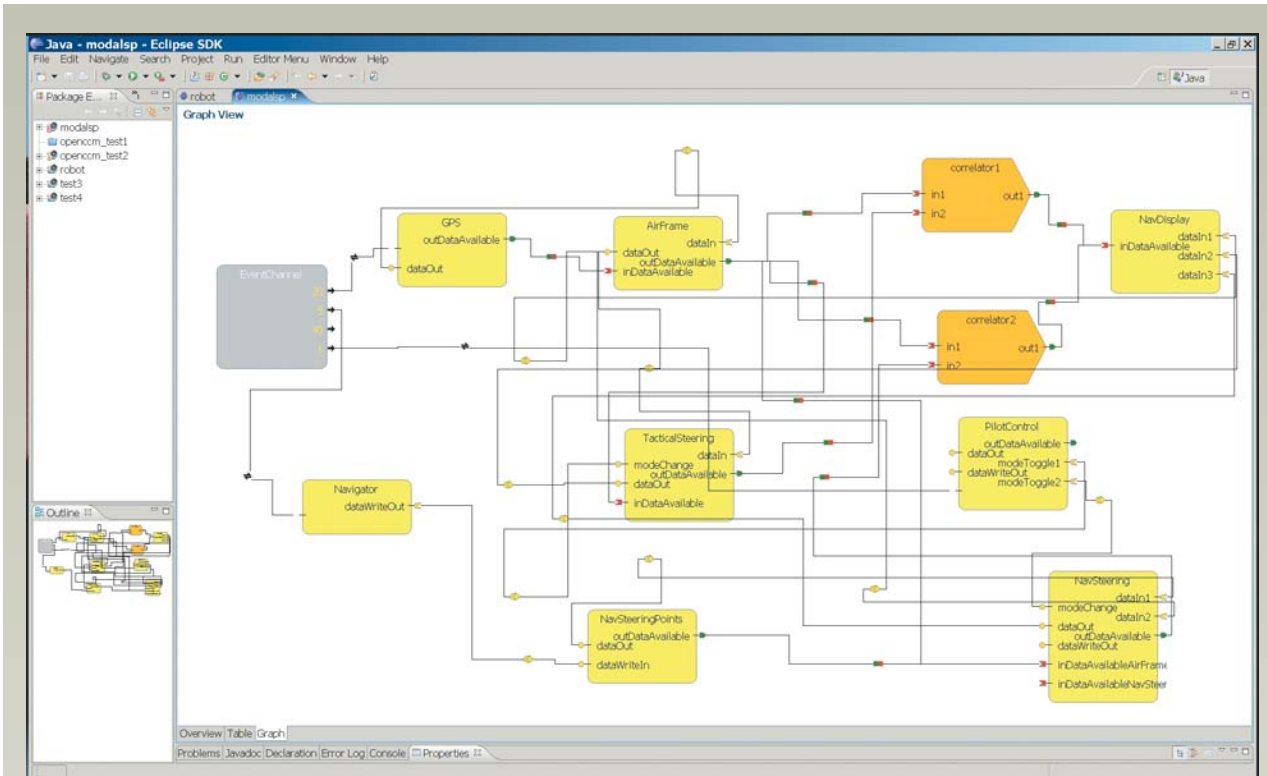 Java - modalsp - Eclipse SDK
File Edit Navigate Search Project Run Editor Menu Window Help
Java
Package E...
robot
modalsp
Graph View
modalsp
openccm_test1
openccm_test2
robot
test3
test4
Outline
EventChannel
20
5
40
1
GPS
outDataAvailable
dataOut
AirFrame
dataIn
dataOut
outDataAvailable
inDataAvailable
correlator1
in1
out1
in2
NavDisplay
dataIn1
inDataAvailable
dataIn2
dataIn3
correlator2
in1
out1
in2
TacticalSteering
dataIn
modeChange
outDataAvailable
dataOut
inDataAvailable
PilotControl
outDataAvailable
dataOut
modeToggle1
dataWriteOut
modeToggle2
Navigator
dataWriteOut
NavSteeringPoints
outDataAvailable
dataOut
dataWriteIn
NavSteering
dataIn1
modeChange
dataIn2
dataOut
outDataAvailable
dataWriteOut
inDataAvailableAirFrame
inDataAvailableNavSteer
Overview Table Graph
Problems Javadoc Declaration Error Log Console Properties